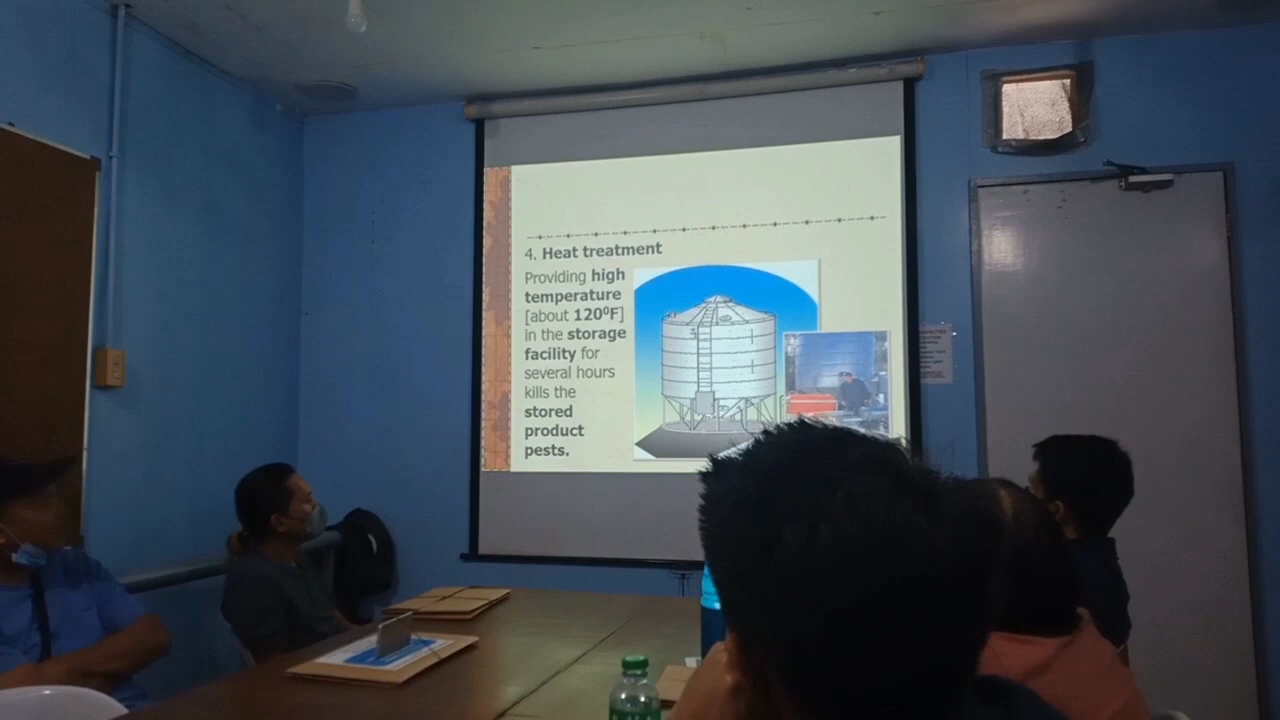 4. Heat treatment
Providing high
temperature
[about 120⁰F]
in the storage
facility for
several hours
kills the
stored
product
pests.